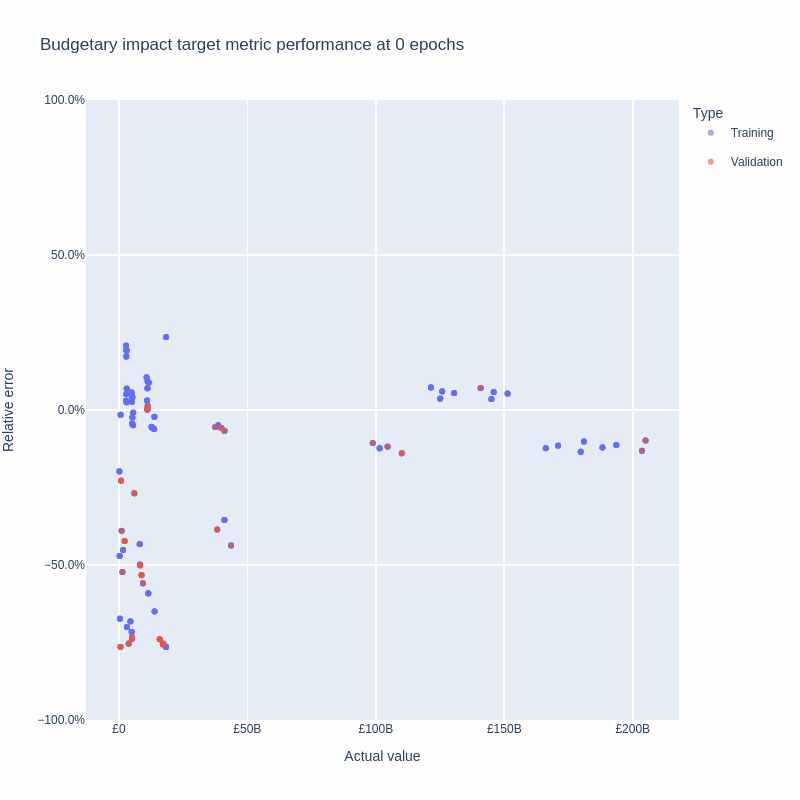 Budgetary impact target metric performance at 0 epochs
Type
Training
Validation
100.0%
50.0%
0.0%
−50.0%
−100.0%
Relative error
£0
£50B
£100B
£150B
£200B
Actual value